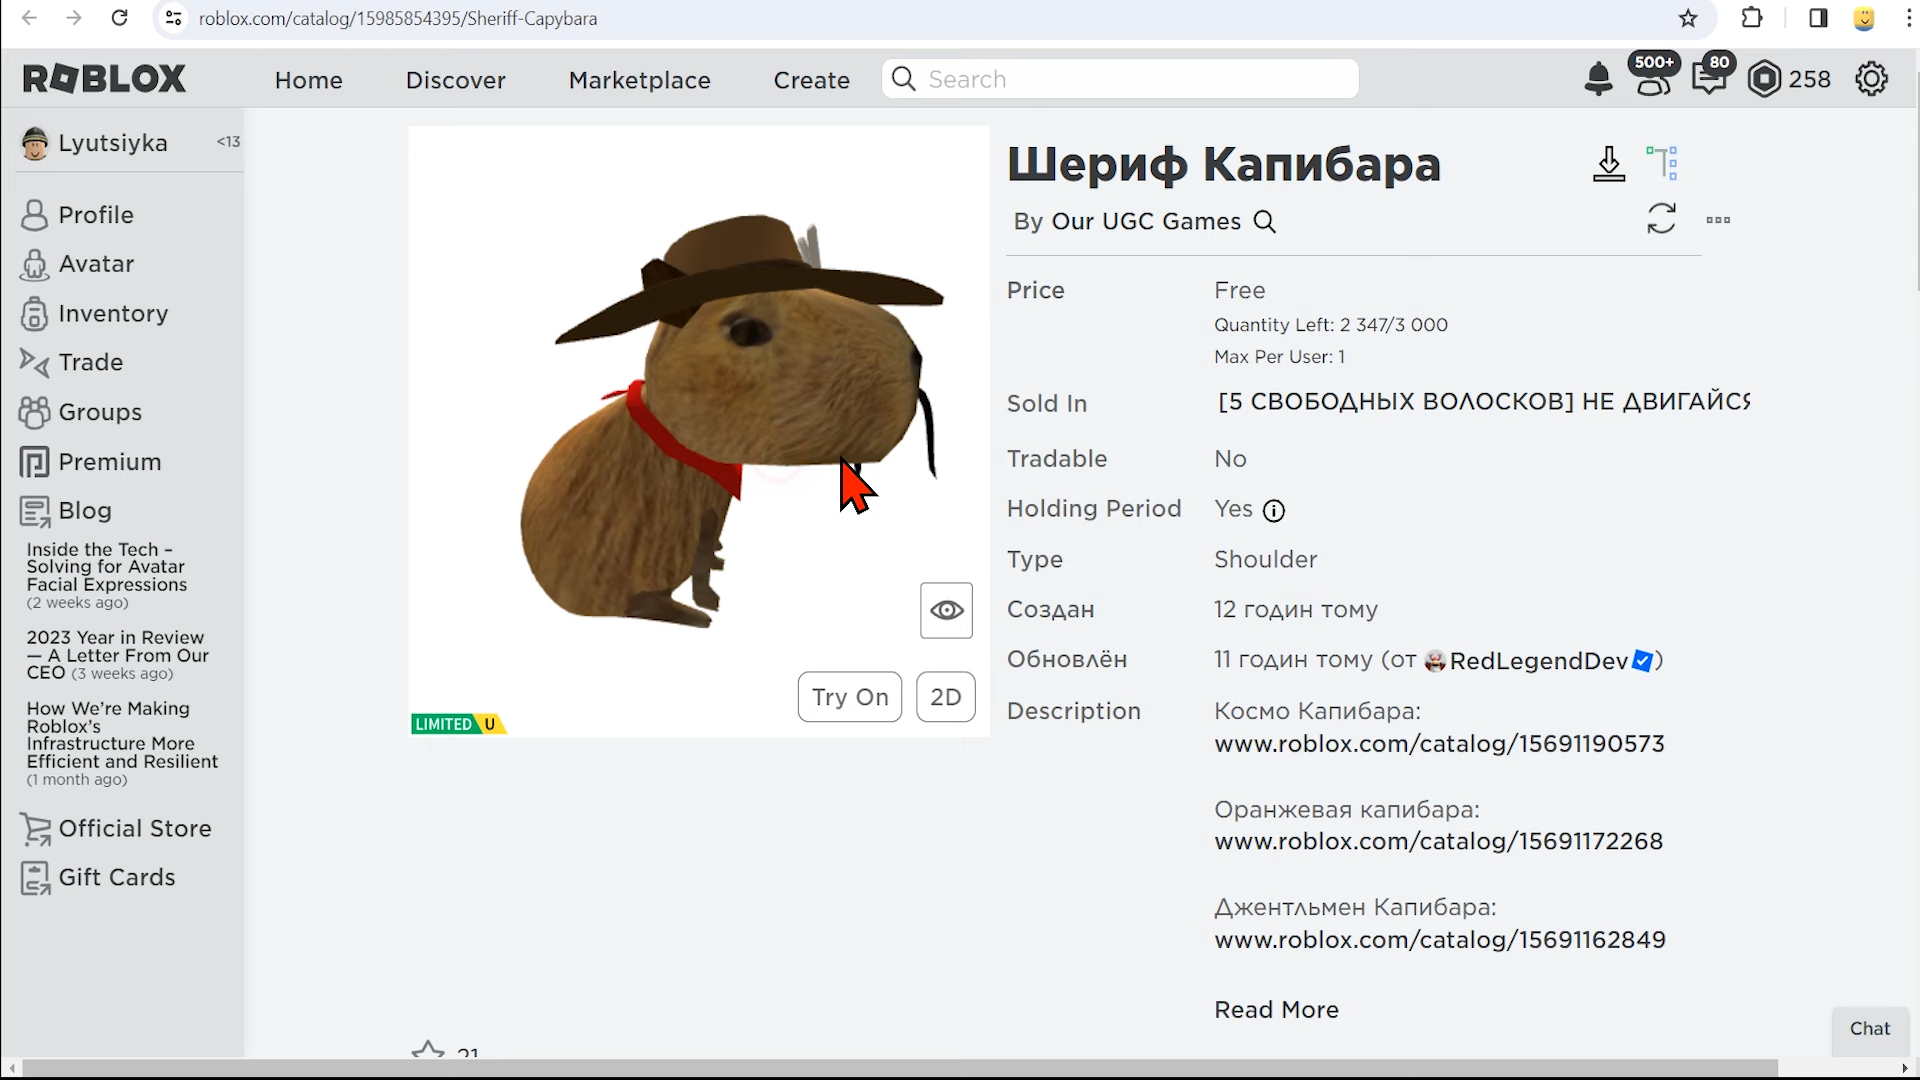 roblox.com/catalog/15985854395/Sheriff-Capybara
ROBLOX
Home
Discover
Marketplace
Create
Search
500+
80
258
Lyutsiyka
<13
Profile
Avatar
Inventory
Trade
Groups
Premium
Blog
Inside the Tech –
Solving for Avatar
Facial Expressions
(2 weeks ago)
2023 Year in Review
— A Letter From Our
CEO (3 weeks ago)
How We’re Making
Roblox’s
Infrastructure More
Efficient and Resilient
(1 month ago)
Official Store
Gift Cards
Try On
2D
LIMITED U
Шериф Капибара
By Our UGC Games
Price
Free
Quantity Left: 2 347/3 000
Max Per User: 1
Sold In
[5 СВОБОДНЫХ ВОЛОСКОВ] НЕ ДВИГАЙСЯ
Tradable
No
Holding Period
Yes
Type
Shoulder
Создан
12 годин тому
Обновлён
11 годин тому (от RedLegendDev)
Description
Космо Капибара:
www.roblox.com/catalog/15691190573
Оранжевая капибара:
www.roblox.com/catalog/15691172268
Джентльмен Капибара:
www.roblox.com/catalog/15691162849
Read More
Chat